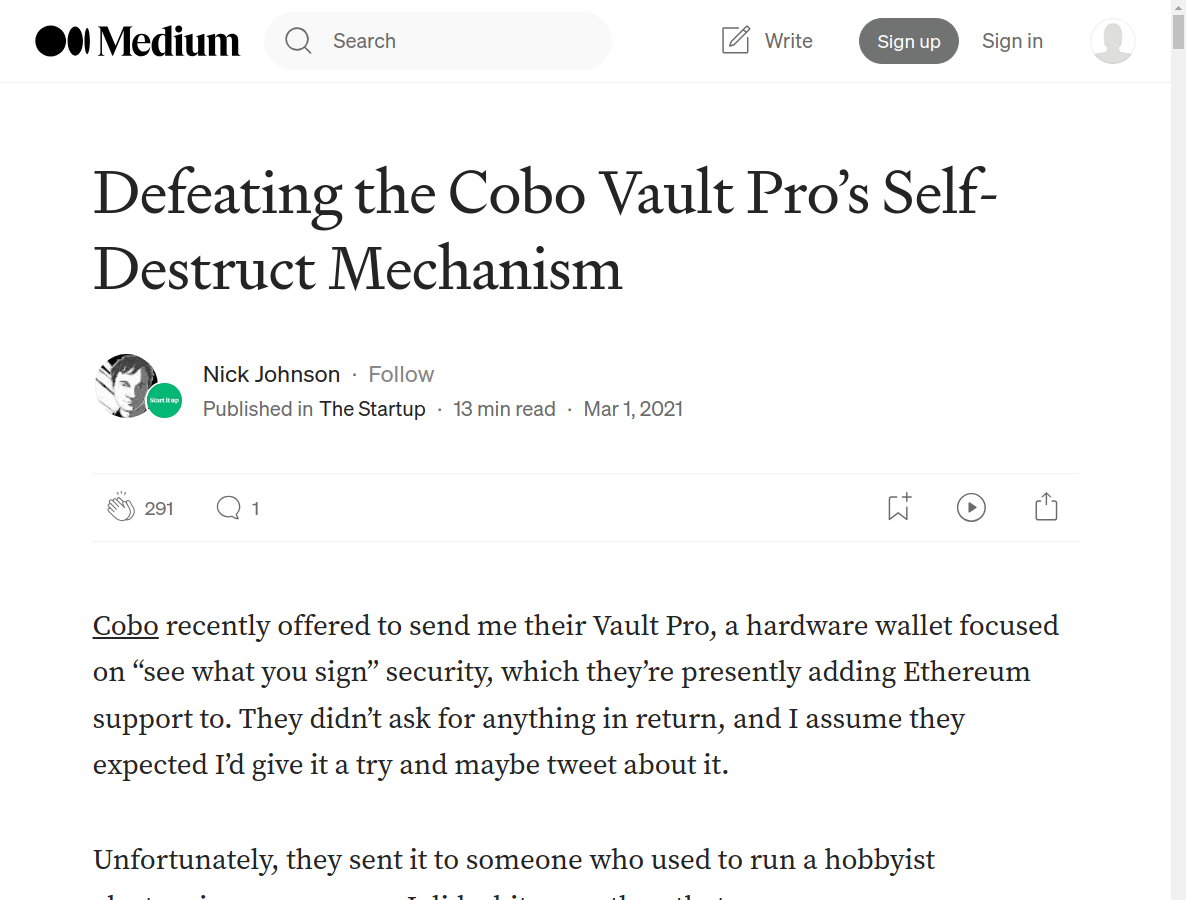 Medium
Search
Write
Sign up
Sign in
Defeating the Cobo Vault Pro’s Self-
Destruct Mechanism
Start it up
Nick Johnson · Follow
Published in The Startup · 13 min read · Mar 1, 2021
291
1
Cobo recently offered to send me their Vault Pro, a hardware wallet focused
on “see what you sign” security, which they’re presently adding Ethereum
support to. They didn’t ask for anything in return, and I assume they
expected I’d give it a try and maybe tweet about it.
Unfortunately, they sent it to someone who used to run a hobbyist